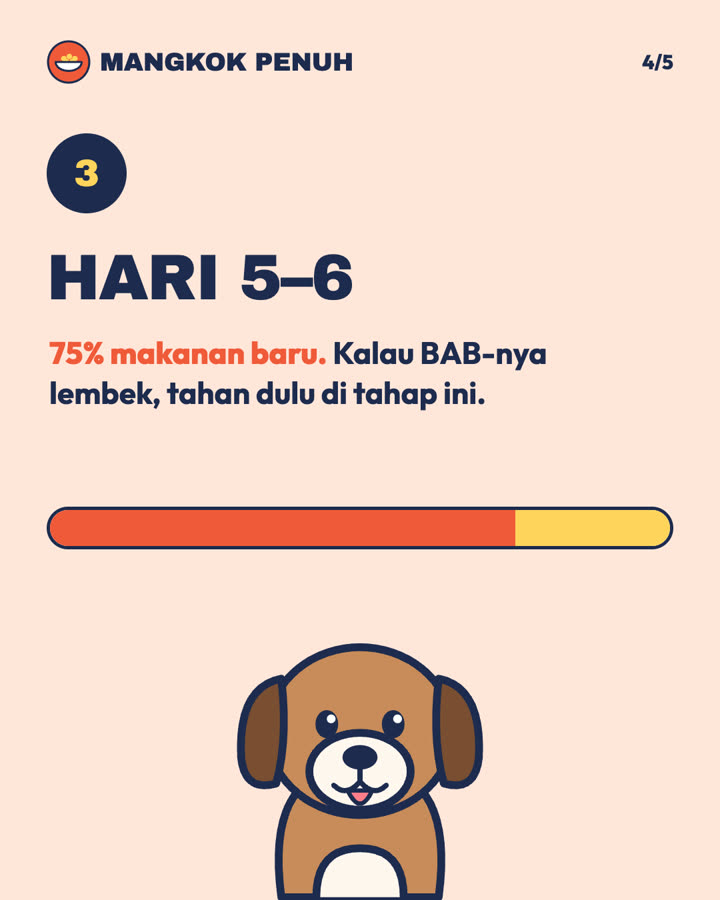 MANGKOK PENUH
4/5
3
HARI 5–6
75% makanan baru. Kalau BAB-nya
lembek, tahan dulu di tahap ini.